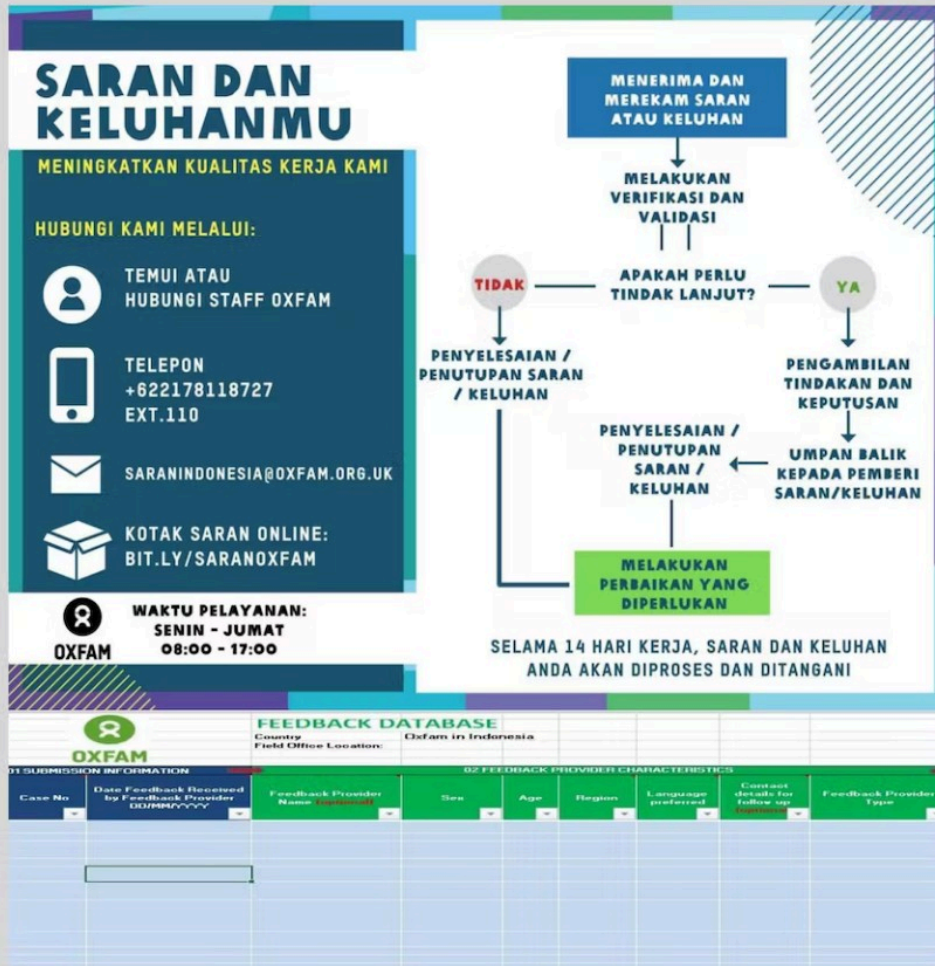 SARAN DAN
KELUHANMU
MENINGKATKAN KUALITAS KERJA KAMI
HUBUNGI KAMI MELALUI:
TEMUI ATAU
HUBUNGI STAFF OXFAM
TELEPON
+622178118727
EXT.110
SARANINDONESIA@OXFAM.ORG.UK
KOTAK SARAN ONLINE:
BIT.LY/SARANOXFAM
OXFAM
WAKTU PELAYANAN:
SENIN - JUMAT
08:00 - 17:00
MENERIMA DAN
MEREKAM SARAN
ATAU KELUHAN
MELAKUKAN
VERIFIKASI DAN
VALIDASI
APAKAH PERLU
TINDAK LANJUT?
TIDAK
YA
PENYELESAIAN /
PENUTUPAN SARAN
/ KELUHAN
PENGAMBILAN
TINDAKAN DAN
KEPUTUSAN
UMPAN BALIK
KEPADA PEMBERI
SARAN/KELUHAN
PENYELESAIAN /
PENUTUPAN
SARAN /
KELUHAN
MELAKUKAN
PERBAIKAN YANG
DIPERLUKAN
SELAMA 14 HARI KERJA, SARAN DAN KELUHAN
ANDA AKAN DIPROSES DAN DITANGANI
OXFAM
FEEDBACK DATABASE
Country
Oxfam in Indonesia
Field Office Location:
01 SUBMISSION INFORMATION
02 FEEDBACK PROVIDER CHARACTERISTICS
Case No
Date Feedback Received
by Feedback Provider
DD/MM/YYYY
Feedback Provider
Name (optional)
Sex
Age
Region
Language
preferred
Contact
details for
follow up
(optional)
Feedback Provider
Type